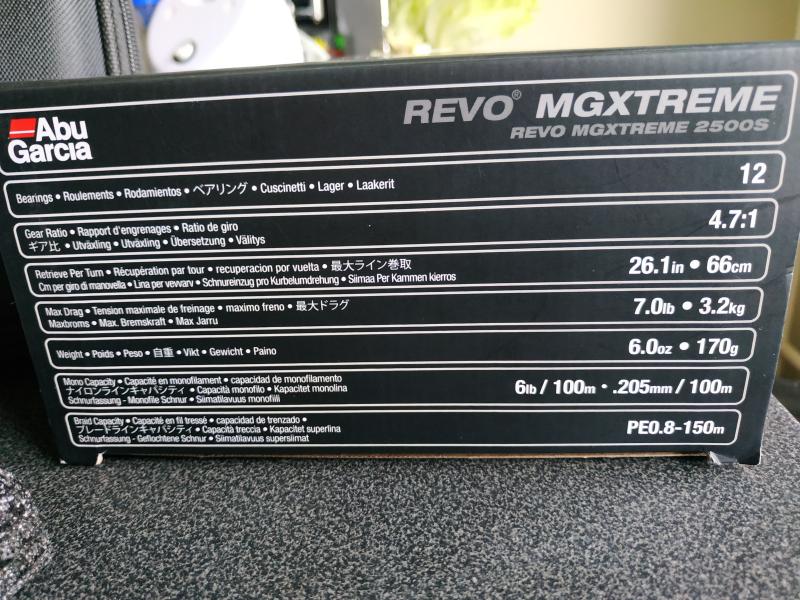 Abu
Garcia
REVO® MGXTREME
REVO MGXTREME 2500S
Bearings • Roulements • Rodamientos • ベアリング • Cuscinetti • Lager • Laakerit
12
Gear Ratio • Rapport d'engrenages • Ratio de giro
ギア比 • Utväxling • Utväxling • Übersetzung • Välitys
4.7:1
Retrieve Per Turn • Récupération par tour • recuperacion por vuelta • 最大ライン巻取
Cm per giro di manovella • Lina per vevvarv • Schnureinzug pro Kurbelumdrehung • Siimaa Per Kammen kierros
26.1in • 66cm
Max Drag • Tension maximale de freinage • maximo freno • 最大ドラグ
Maxbroms • Max. Bremskraft • Max Jarru
7.0lb • 3.2kg
Weight • Poids • Peso • 自重 • Vikt • Gewicht • Paino
6.0oz • 170g
Mono Capacity • Capacité en monofilament • capacidad de monofilamento
ナイロンラインキャパシティ • Capacità monofilo • Kapacitet monolina
Schnurfassung - Monofile Schnur • Siimatilavuus monofiili
6lb / 100m • .205mm / 100m
Braid Capacity • Capacité en fil tressé • capacidad de trenzado •
ブレードラインキャパシティ • Capacità treccia • Kapacitet superlina
Schnurfassung - Geflochtene Schnur • Siimatilavuus superslimat
PE0.8-150m